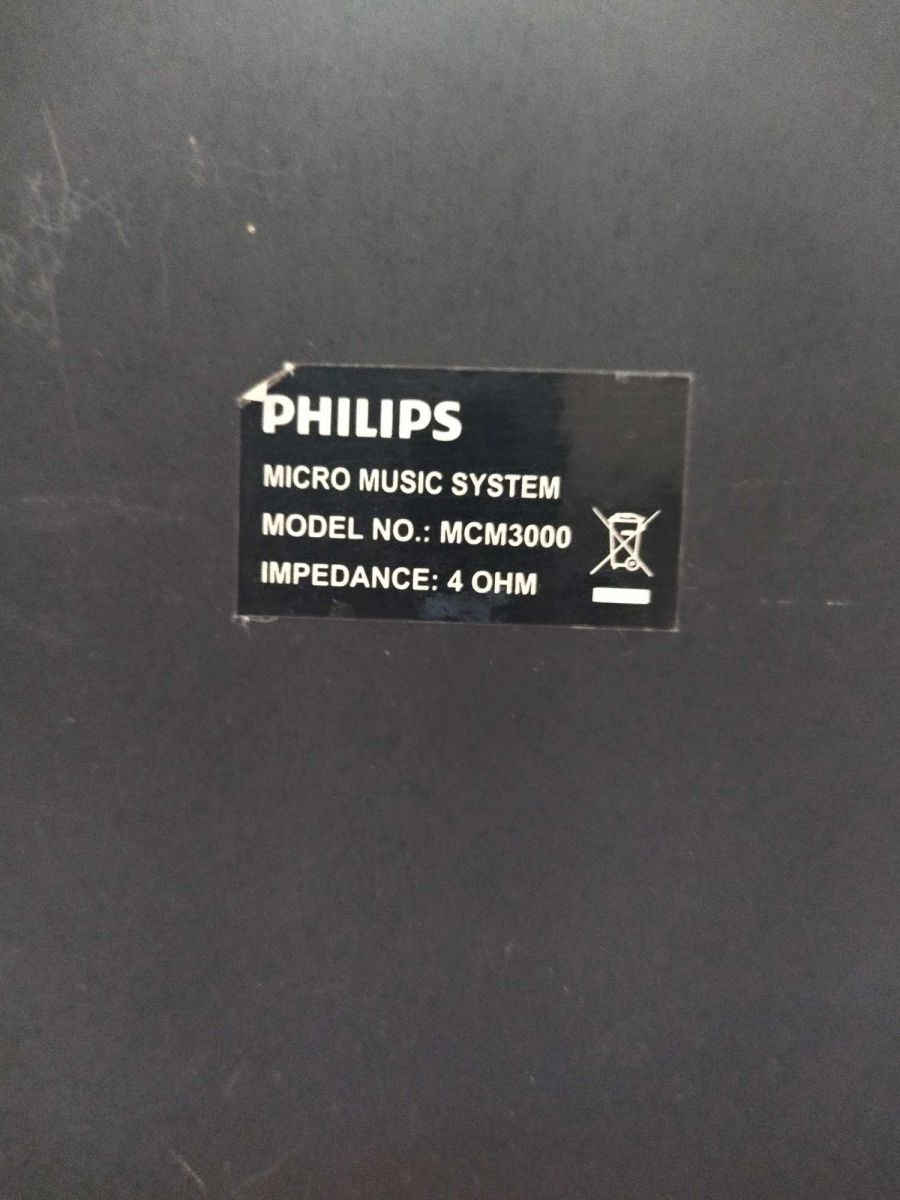 PHILIPS
MICRO MUSIC SYSTEM
MODEL NO.: MCM3000
IMPEDANCE: 4 OHM